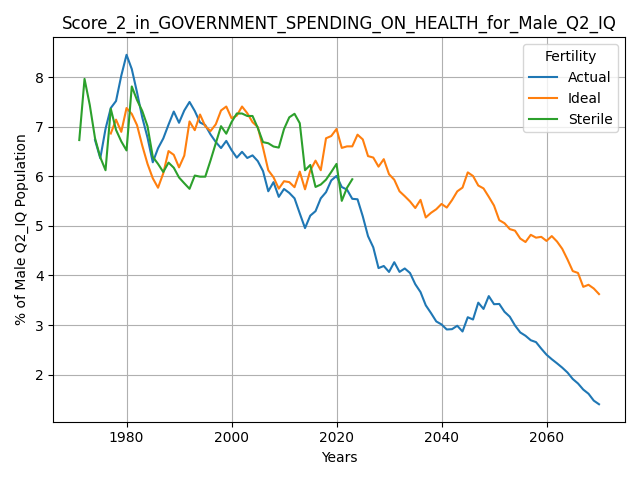 Score_2_in_GOVERNMENT_SPENDING_ON_HEALTH_for_Male_Q2_IQ
Fertility
Actual
Ideal
Sterile
% of Male Q2_IQ Population
8
7
6
5
4
3
2
1980 2000 2020 2040 2060
Years